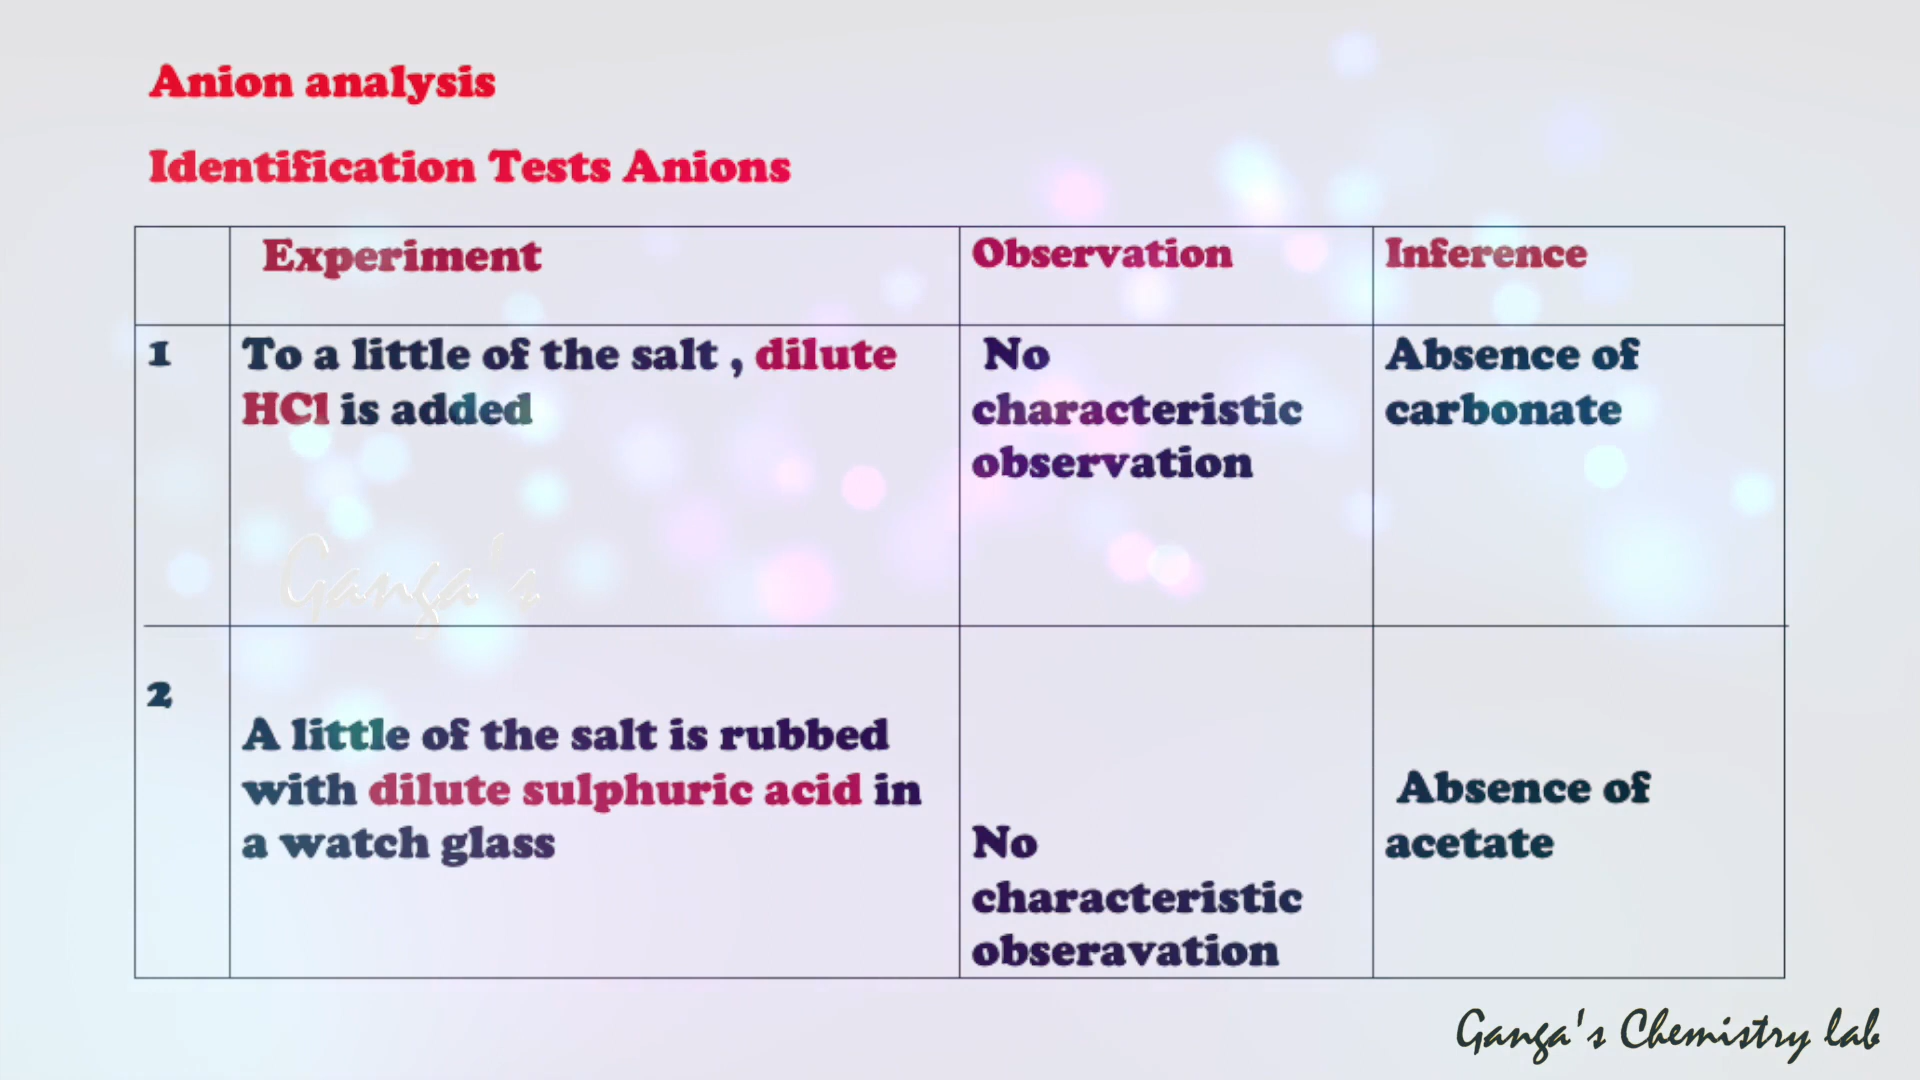 Anion analysis
Identification Tests Anions
Experiment
Observation
Inference
1
To a little of the salt , dilute
HCl is added
No
characteristic
observation
Absence of
carbonate
Ganga's
2
A little of the salt is rubbed
with dilute sulphuric acid in
a watch glass
No
characteristic
obseravation
Absence of
acetate
Ganga's Chemistry lab